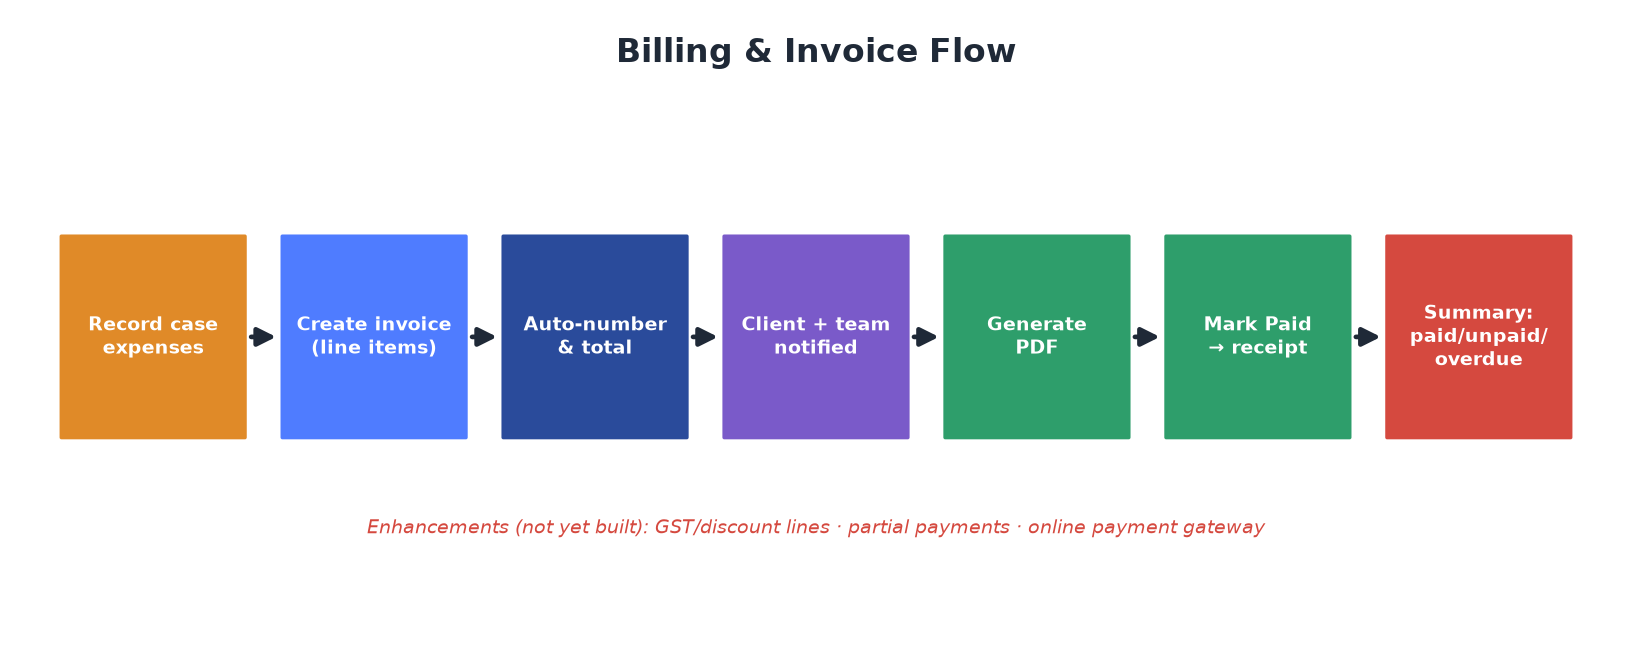 Billing & Invoice Flow
Record case
expenses
Create invoice
(line items)
Auto-number
& total
Client + team
notified
Generate
PDF
Mark Paid
→ receipt
Summary:
paid/unpaid/
overdue
Enhancements (not yet built): GST/discount lines · partial payments · online payment gateway